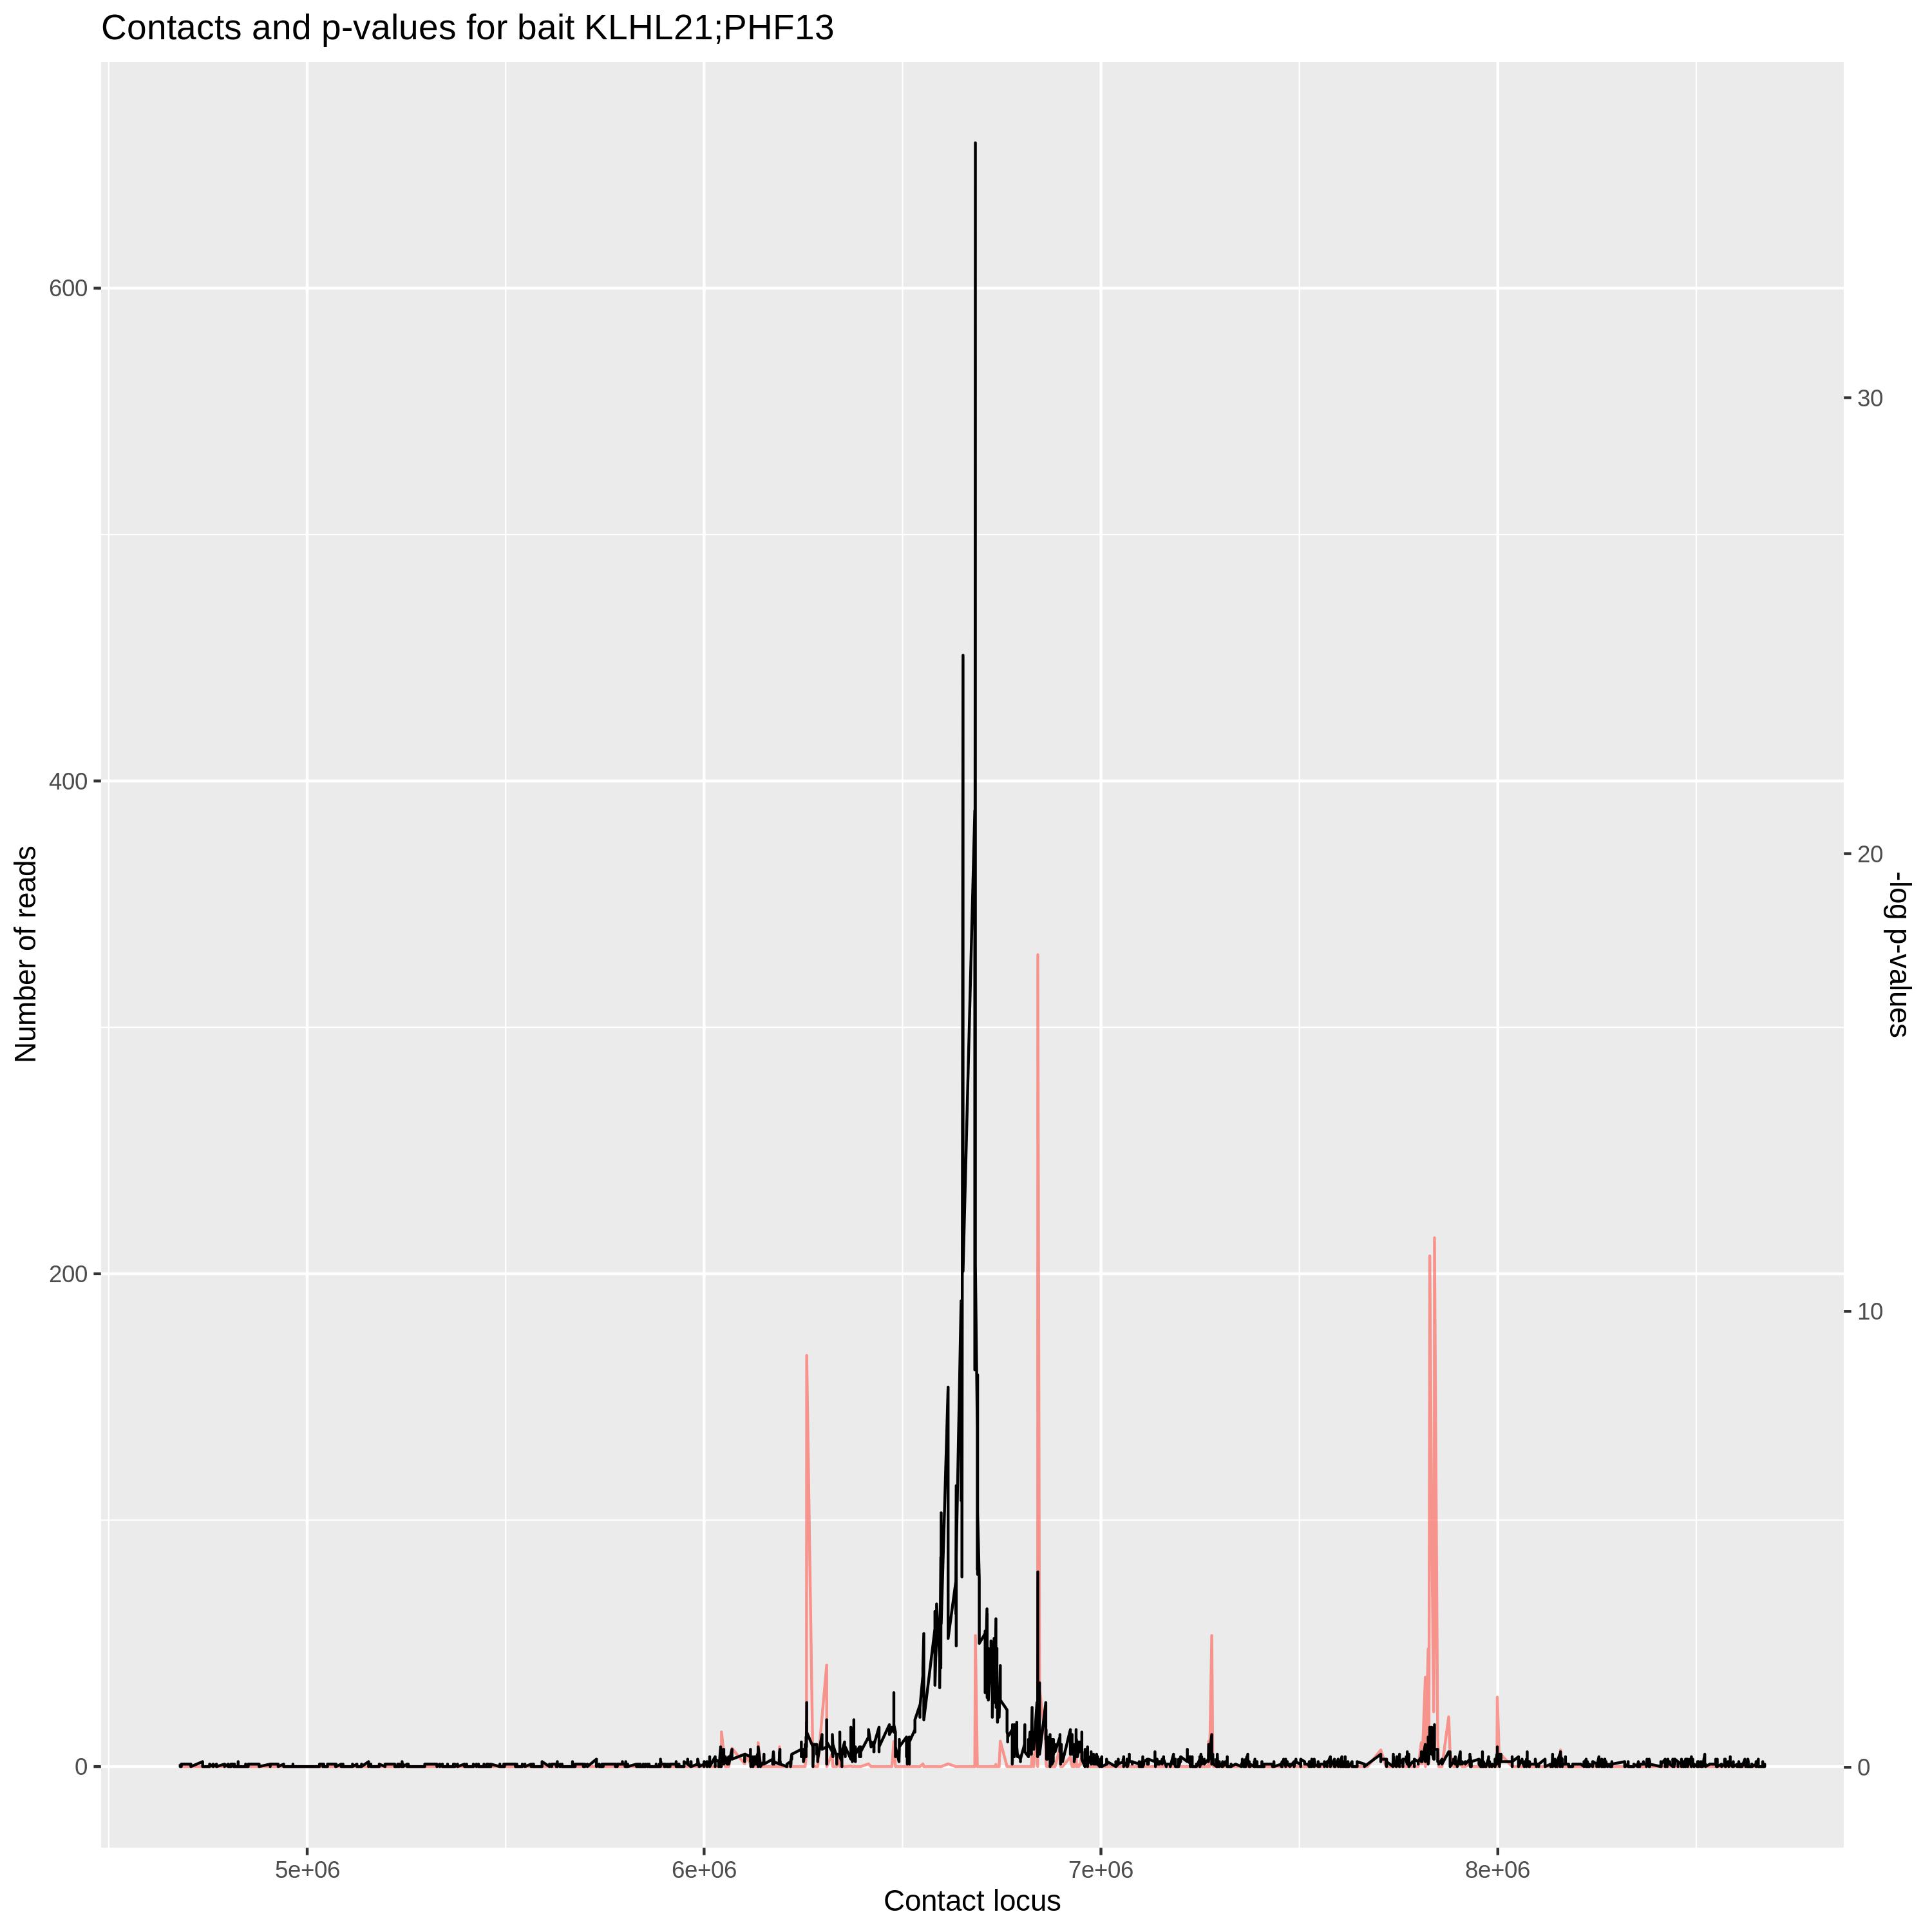 Contacts and p-values for bait KLHL21;PHF13
600
400
200
0
Number of reads
30
20
10
0
-log p-values
5e+06
6e+06
7e+06
8e+06
Contact locus